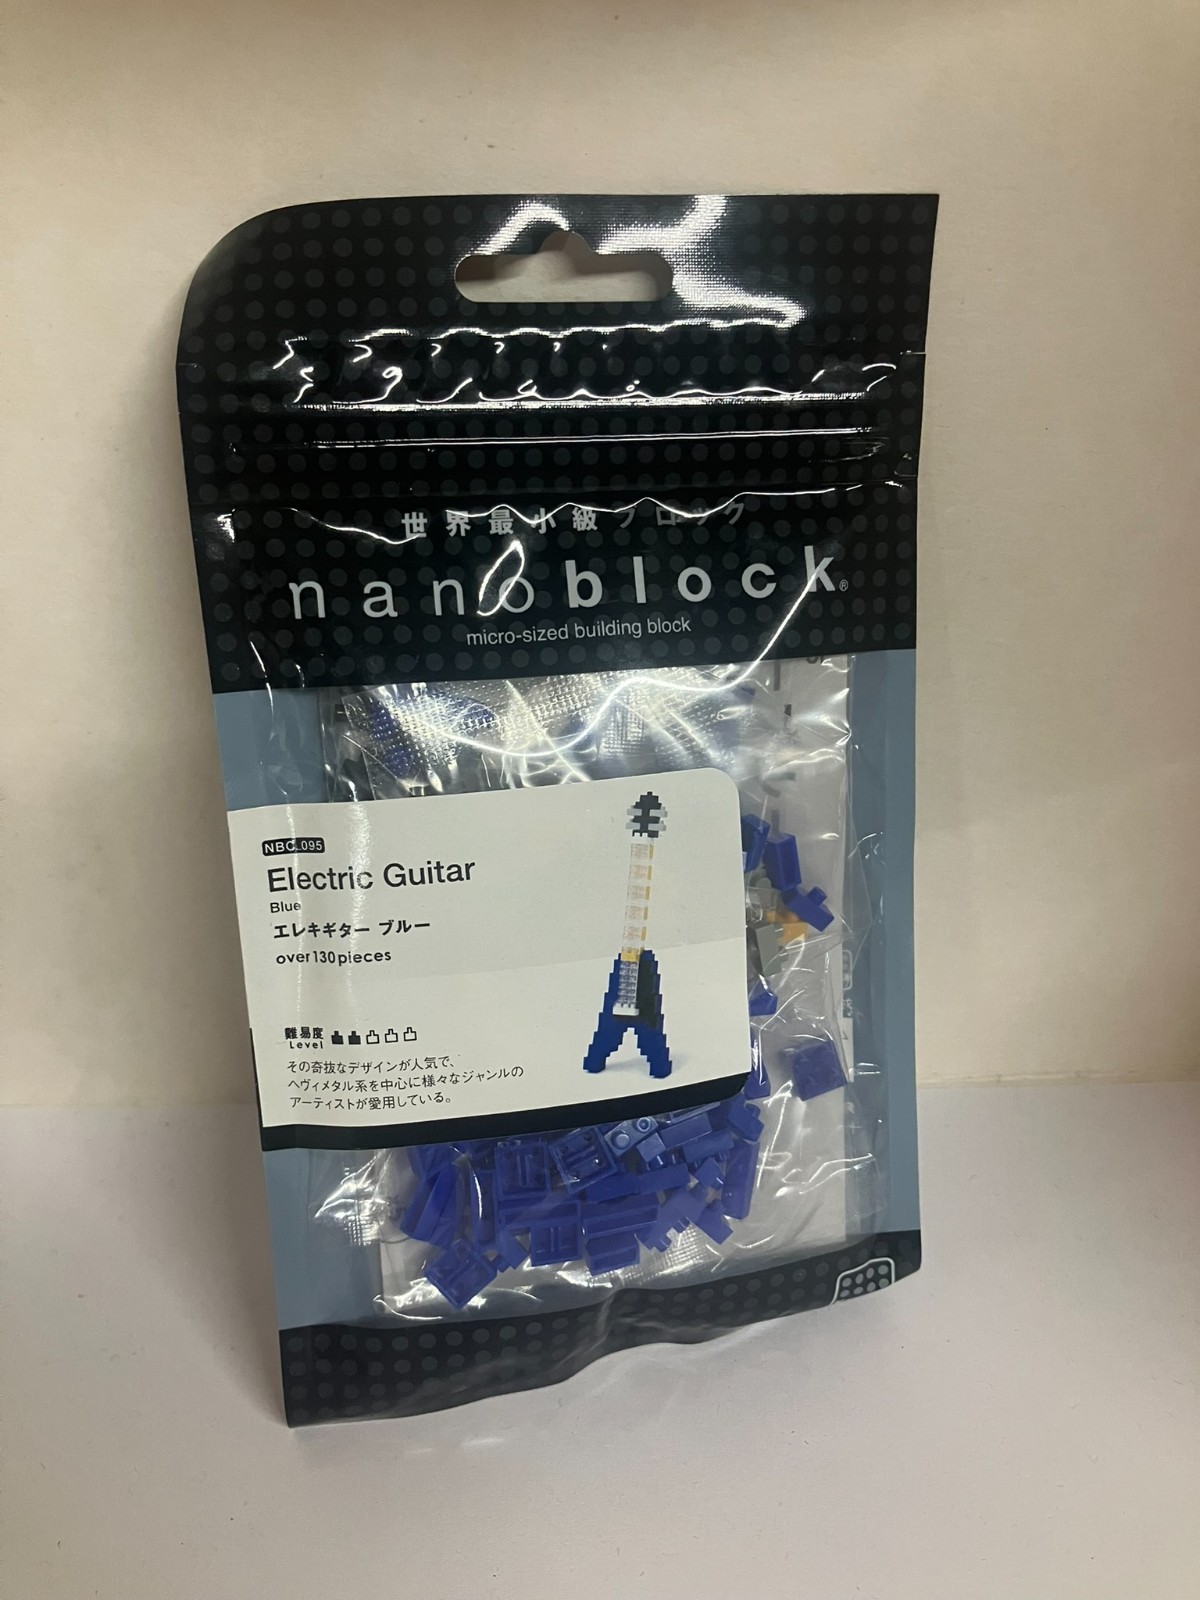 世界最小級ブロック
nanoblock®
micro-sized building block
NBC_095
Electric Guitar
Blue
エレキギター ブルー
over130pieces
難易度
Level
その奇抜なデザインが人気で、
ヘヴィメタル系を中心に様々なジャンルの
アーティストが愛用している。